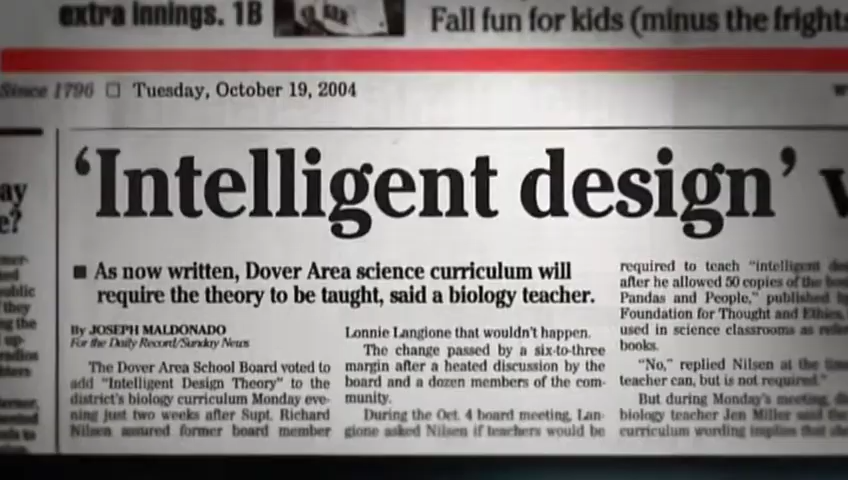 extra innings. 1B
Fall fun for kids (minus the frights
Since 1796 □ Tuesday, October 19, 2004
'Intelligent design'
ay
e?
■ As now written, Dover Area science curriculum will
require the theory to be taught, said a biology teacher.
By JOSEPH MALDONADO
For the Daily Record/Sunday News
The Dover Area School Board voted to
add "Intelligent Design Theory" to the
district's biology curriculum Monday eve-
ning just two weeks after Supt. Richard
Nilsen assured former board member
Lonnie Langione that wouldn't happen.
The change passed by a six-to-three
margin after a heated discussion by the
board and a dozen members of the com-
munity.
During the Oct. 4 board meeting, Lan-
gione asked Nilsen if teachers would be
required to teach "intelligent
after he allowed 50 copies of the
Pandas and People," published
Foundation for Thought and Ethics,
used in science classrooms as
books.
"No," replied Nilsen at the
teacher can, but is not required."
But during Monday's meeting,
biology teacher Jen Miller said the
curriculum wording implies that